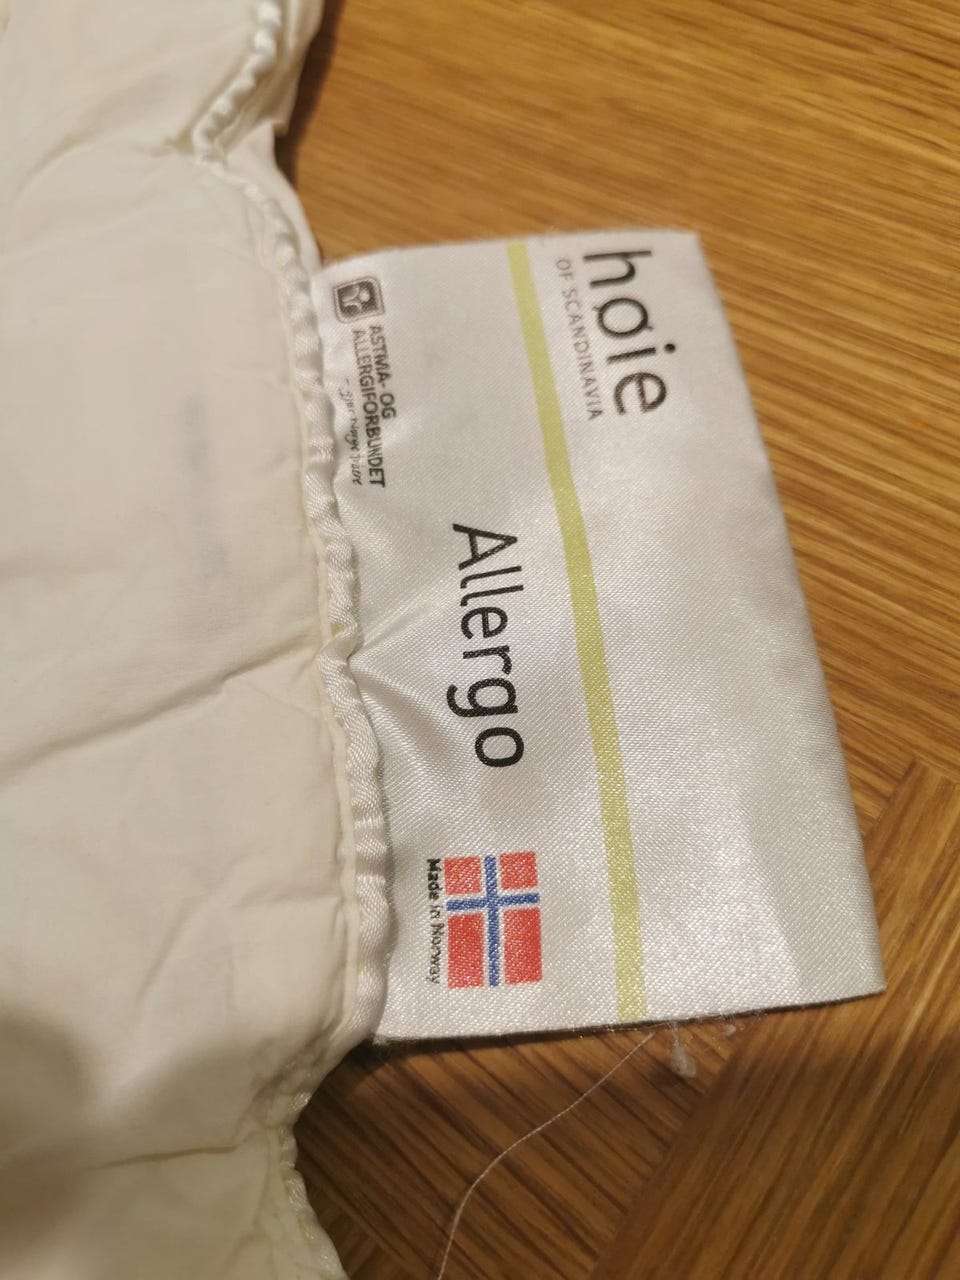 høie
OF SCANDINAVIA
Allergo
ASTMA- OG
ALLERGIFORBUNDET
Made in Norway